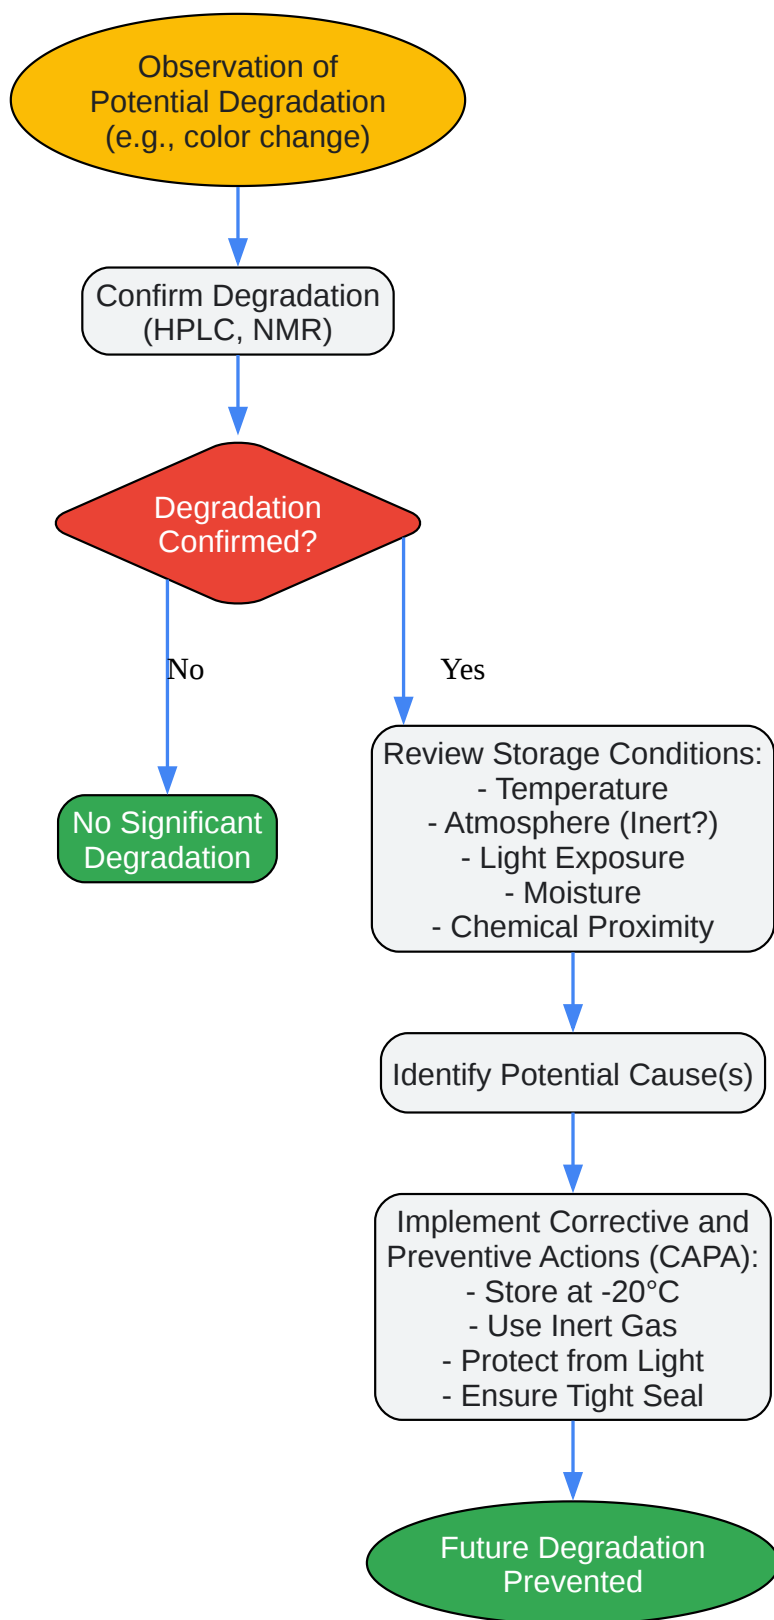 Observation of
Potential Degradation
(e.g., color change)
Confirm Degradation
(HPLC, NMR)
Degradation
Confirmed?
No
Yes
No Significant
Degradation
Review Storage Conditions:
- Temperature
- Atmosphere (Inert?)
- Light Exposure
- Moisture
- Chemical Proximity
Identify Potential Cause(s)
Implement Corrective and
Preventive Actions (CAPA):
- Store at -20°C
- Use Inert Gas
- Protect from Light
- Ensure Tight Seal
Future Degradation
Prevented